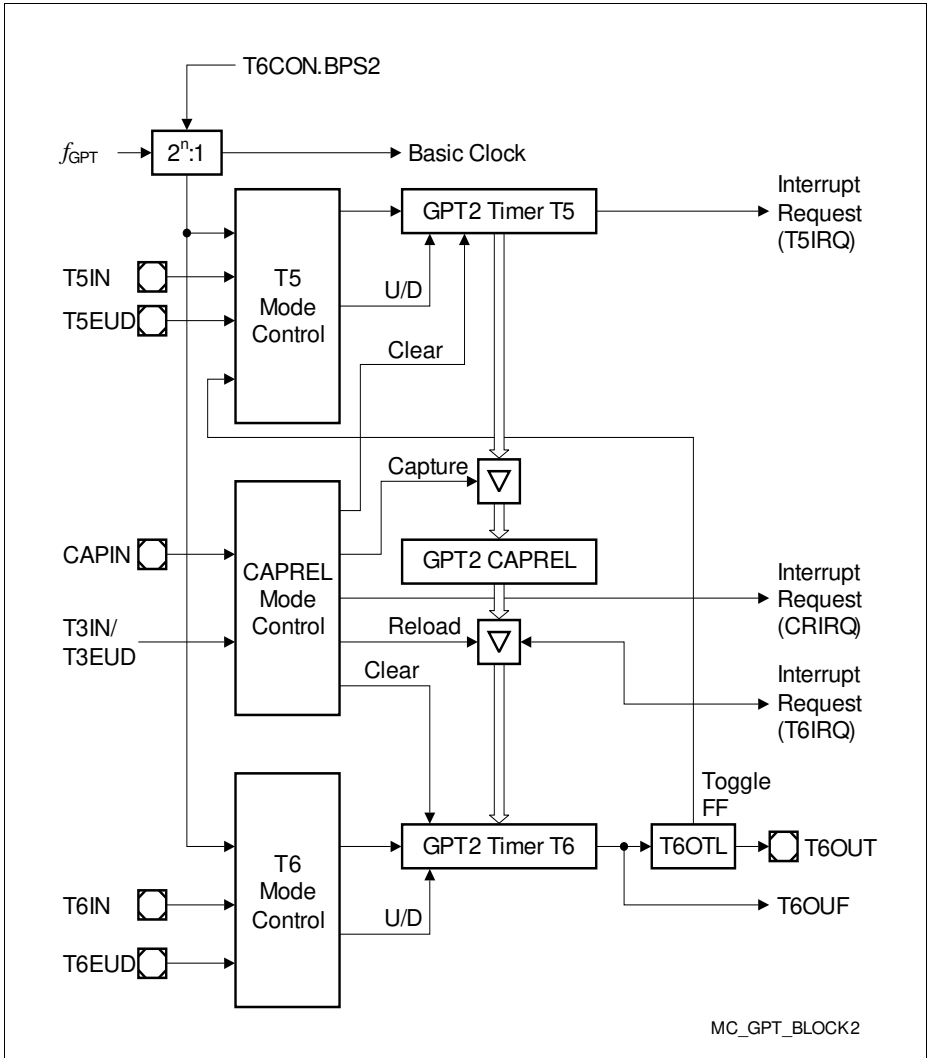 T6CON.BPS2
fGPT
2n:1
Basic Clock
GPT2 Timer T5
Interrupt
Request
(T5IRQ)
T5IN
T5EUD
T5
Mode
Control
U/D
Clear
Capture
CAPIN
T3IN/
T3EUD
CAPREL
Mode
Control
GPT2 CAPREL
Interrupt
Request
(CRIRQ)
Reload
Clear
Interrupt
Request
(T6IRQ)
Toggle
FF
GPT2 Timer T6
T6OTL
T6OUT
T6
Mode
Control
T6IN
T6EUD
U/D
T6OUF
MC_GPT_BLOCK2